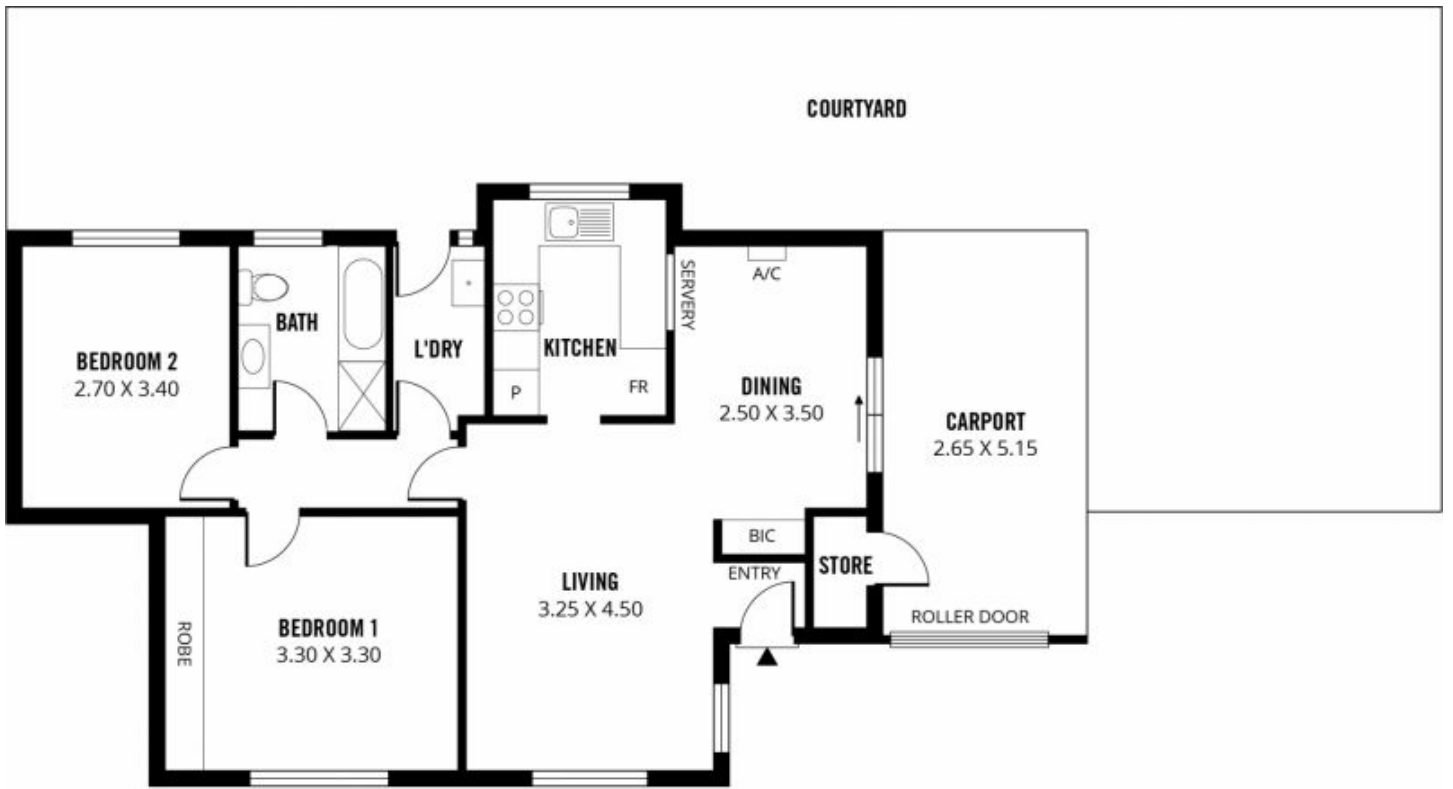 COURTYARD
BEDROOM 2
2.70 X 3.40
BATH
L'DRY
KITCHEN
P
FR
SERVERY
A/C
DINING
2.50 X 3.50
CARPORT
2.65 X 5.15
ROLLER DOOR
STORE
BIC
ENTRY
LIVING
3.25 X 4.50
BEDROOM 1
3.30 X 3.30
ROBE